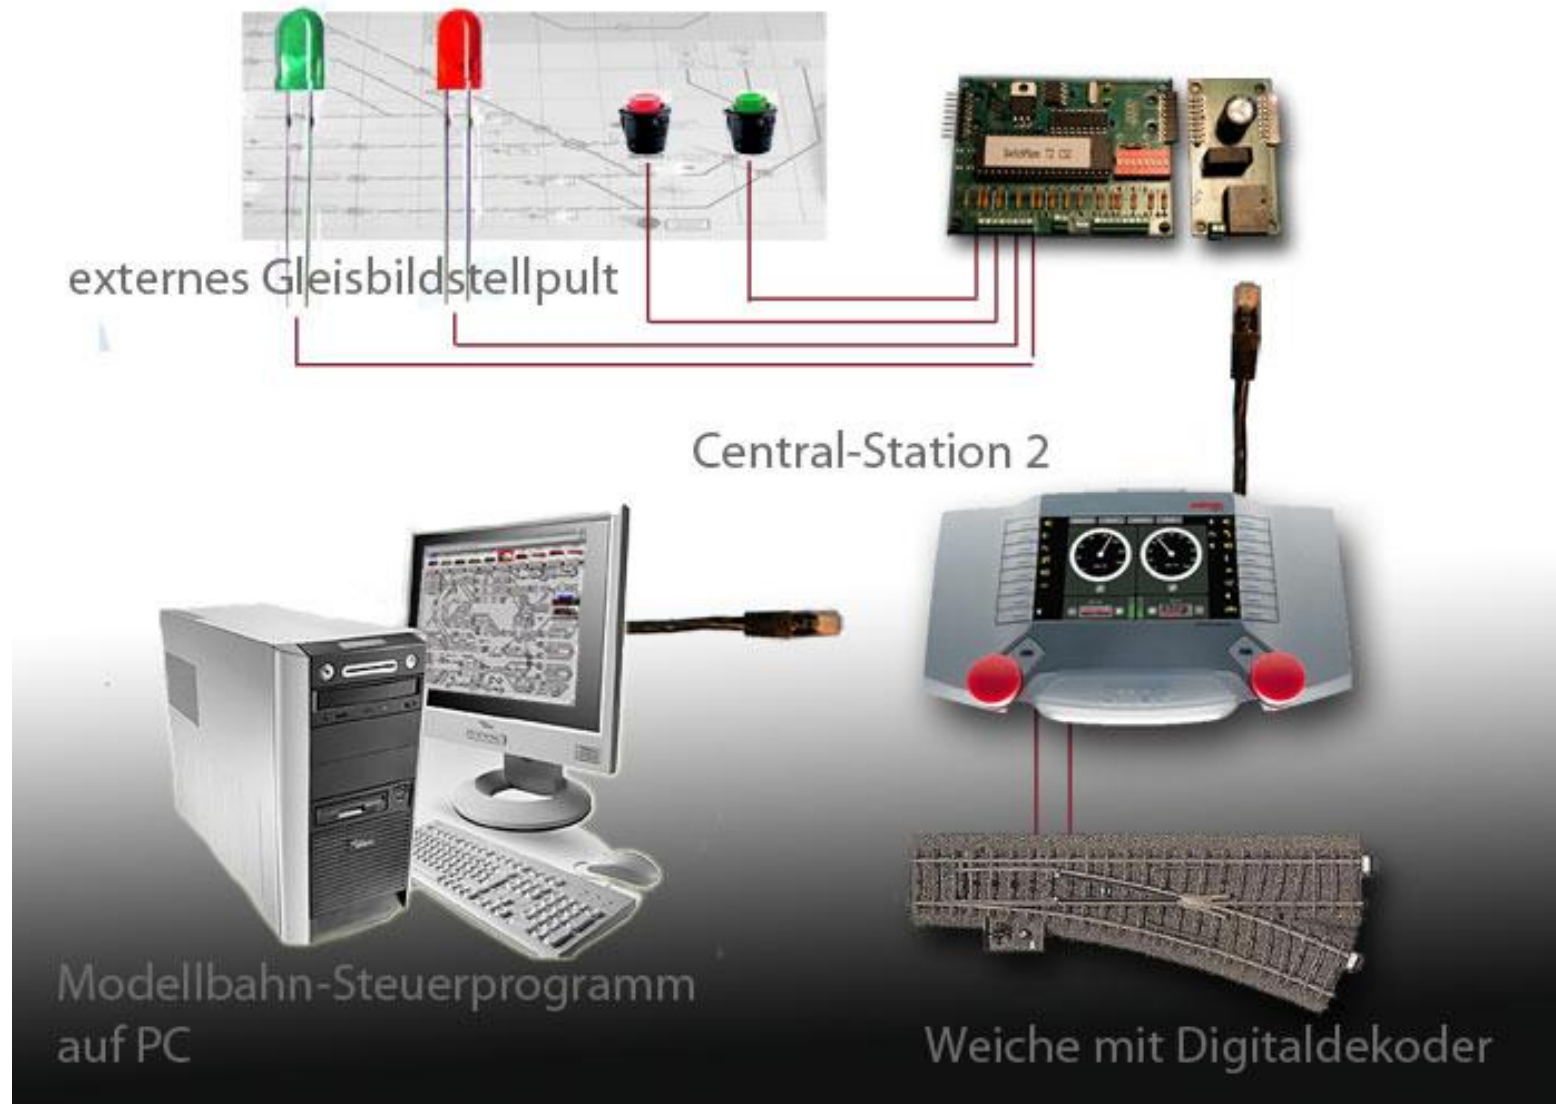 externes Gleisbildstellpult
Central-Station 2
Modellbahn-Steuerprogramm
auf PC
Weiche mit Digitaldekoder